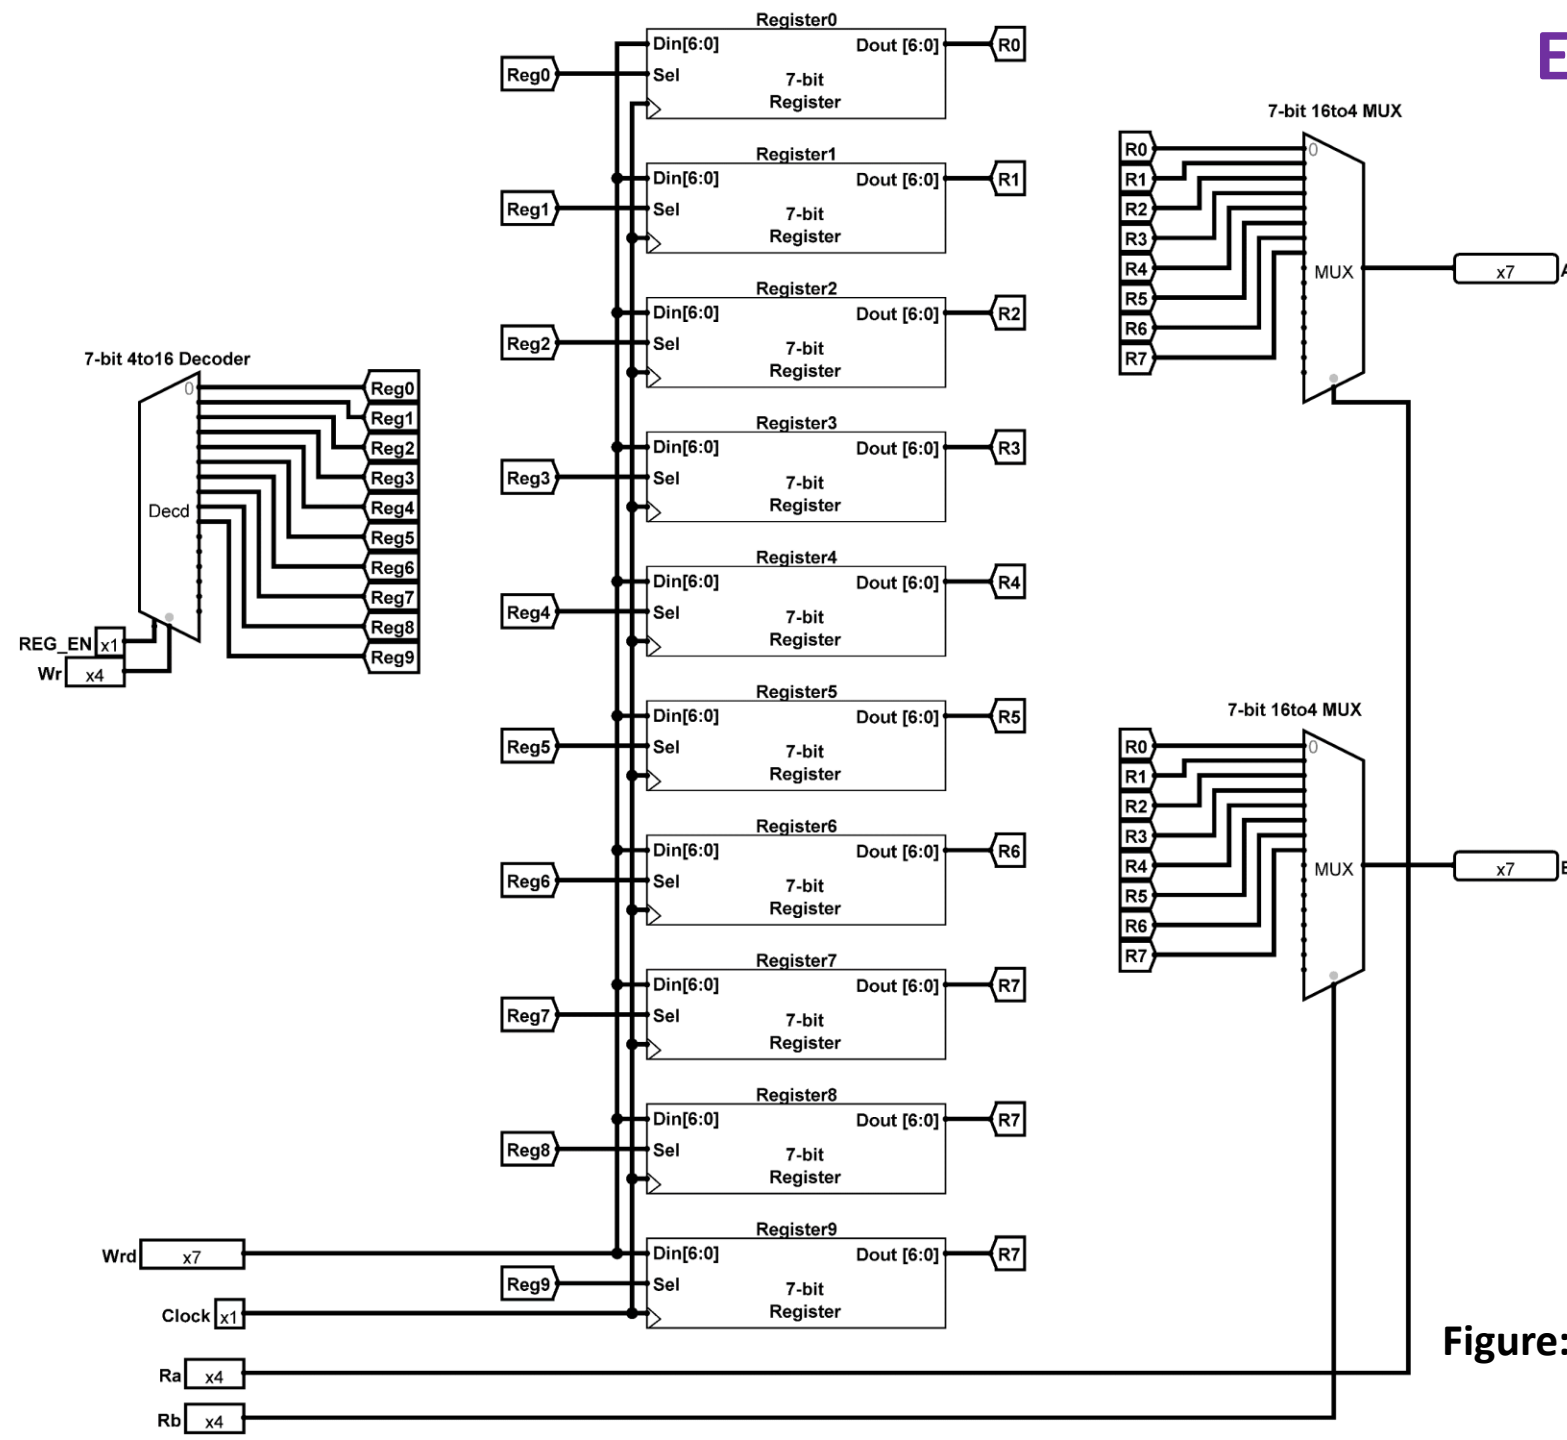 E
7-bit 4to16 Decoder
0
Decd
Reg0
Reg1
Reg2
Reg3
Reg4
Reg5
Reg6
Reg7
Reg8
Reg9
REG_EN x1
Wr x4
Register0
Din[6:0] Dout [6:0] R0
Reg0 Sel
7-bit
Register
Register1
Din[6:0] Dout [6:0] R1
Reg1 Sel
7-bit
Register
Register2
Din[6:0] Dout [6:0] R2
Reg2 Sel
7-bit
Register
Register3
Din[6:0] Dout [6:0] R3
Reg3 Sel
7-bit
Register
Register4
Din[6:0] Dout [6:0] R4
Reg4 Sel
7-bit
Register
Register5
Din[6:0] Dout [6:0] R5
Reg5 Sel
7-bit
Register
Register6
Din[6:0] Dout [6:0] R6
Reg6 Sel
7-bit
Register
Register7
Din[6:0] Dout [6:0] R7
Reg7 Sel
7-bit
Register
Register8
Din[6:0] Dout [6:0] R7
Reg8 Sel
7-bit
Register
Register9
Din[6:0] Dout [6:0] R7
Reg9 Sel
7-bit
Register
Wrd x7
Clock x1
Ra x4
Rb x4
7-bit 16to4 MUX
R0
R1
R2
R3
R4
R5
R6
R7
0
MUX
x7
7-bit 16to4 MUX
R0
R1
R2
R3
R4
R5
R6
R7
0
MUX
x7
Figure: